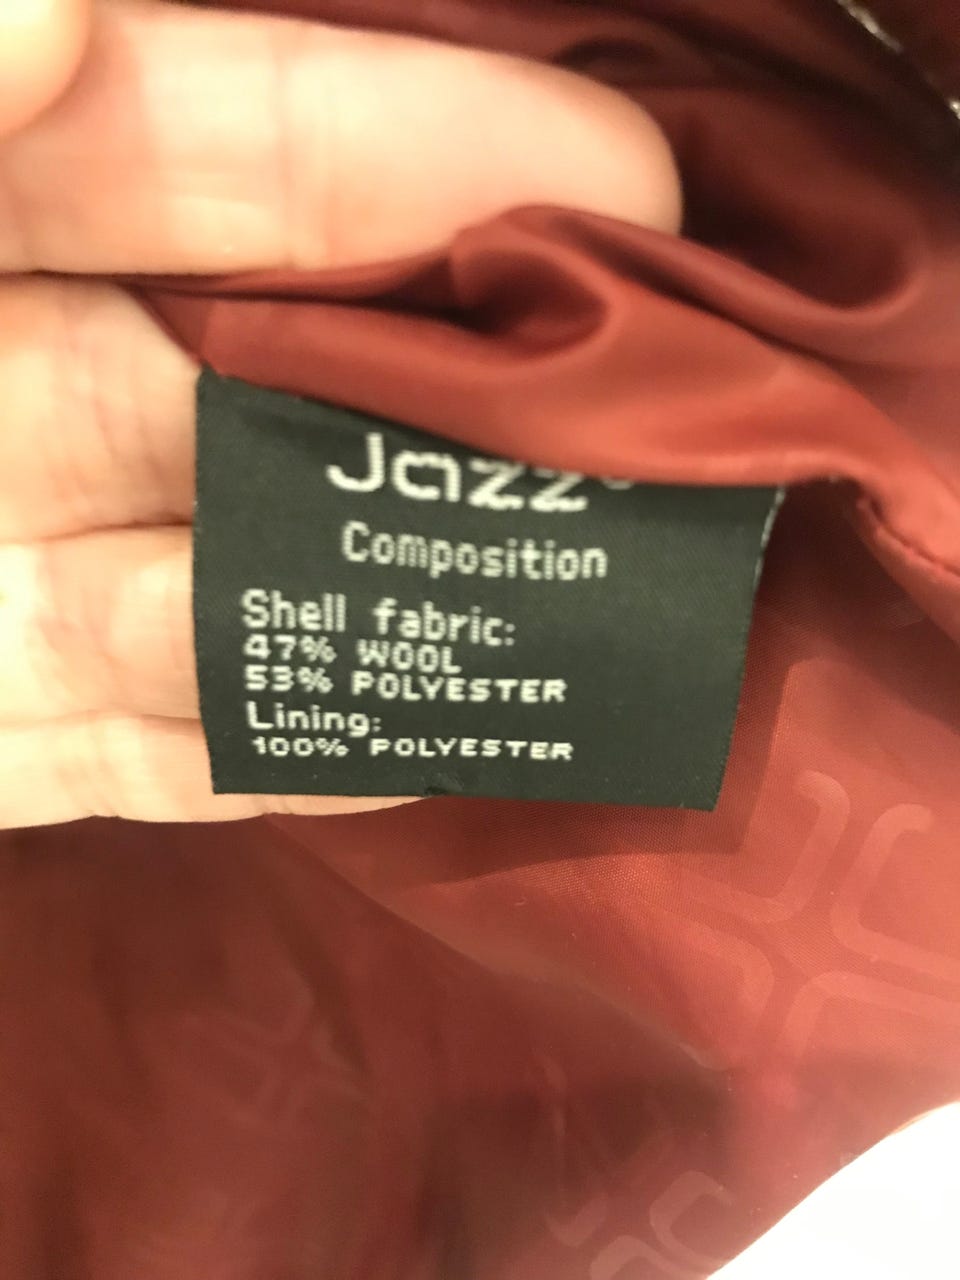 Jazz
Composition
Shell fabric:
47% WOOL
53% POLYESTER
Lining:
100% POLYESTER